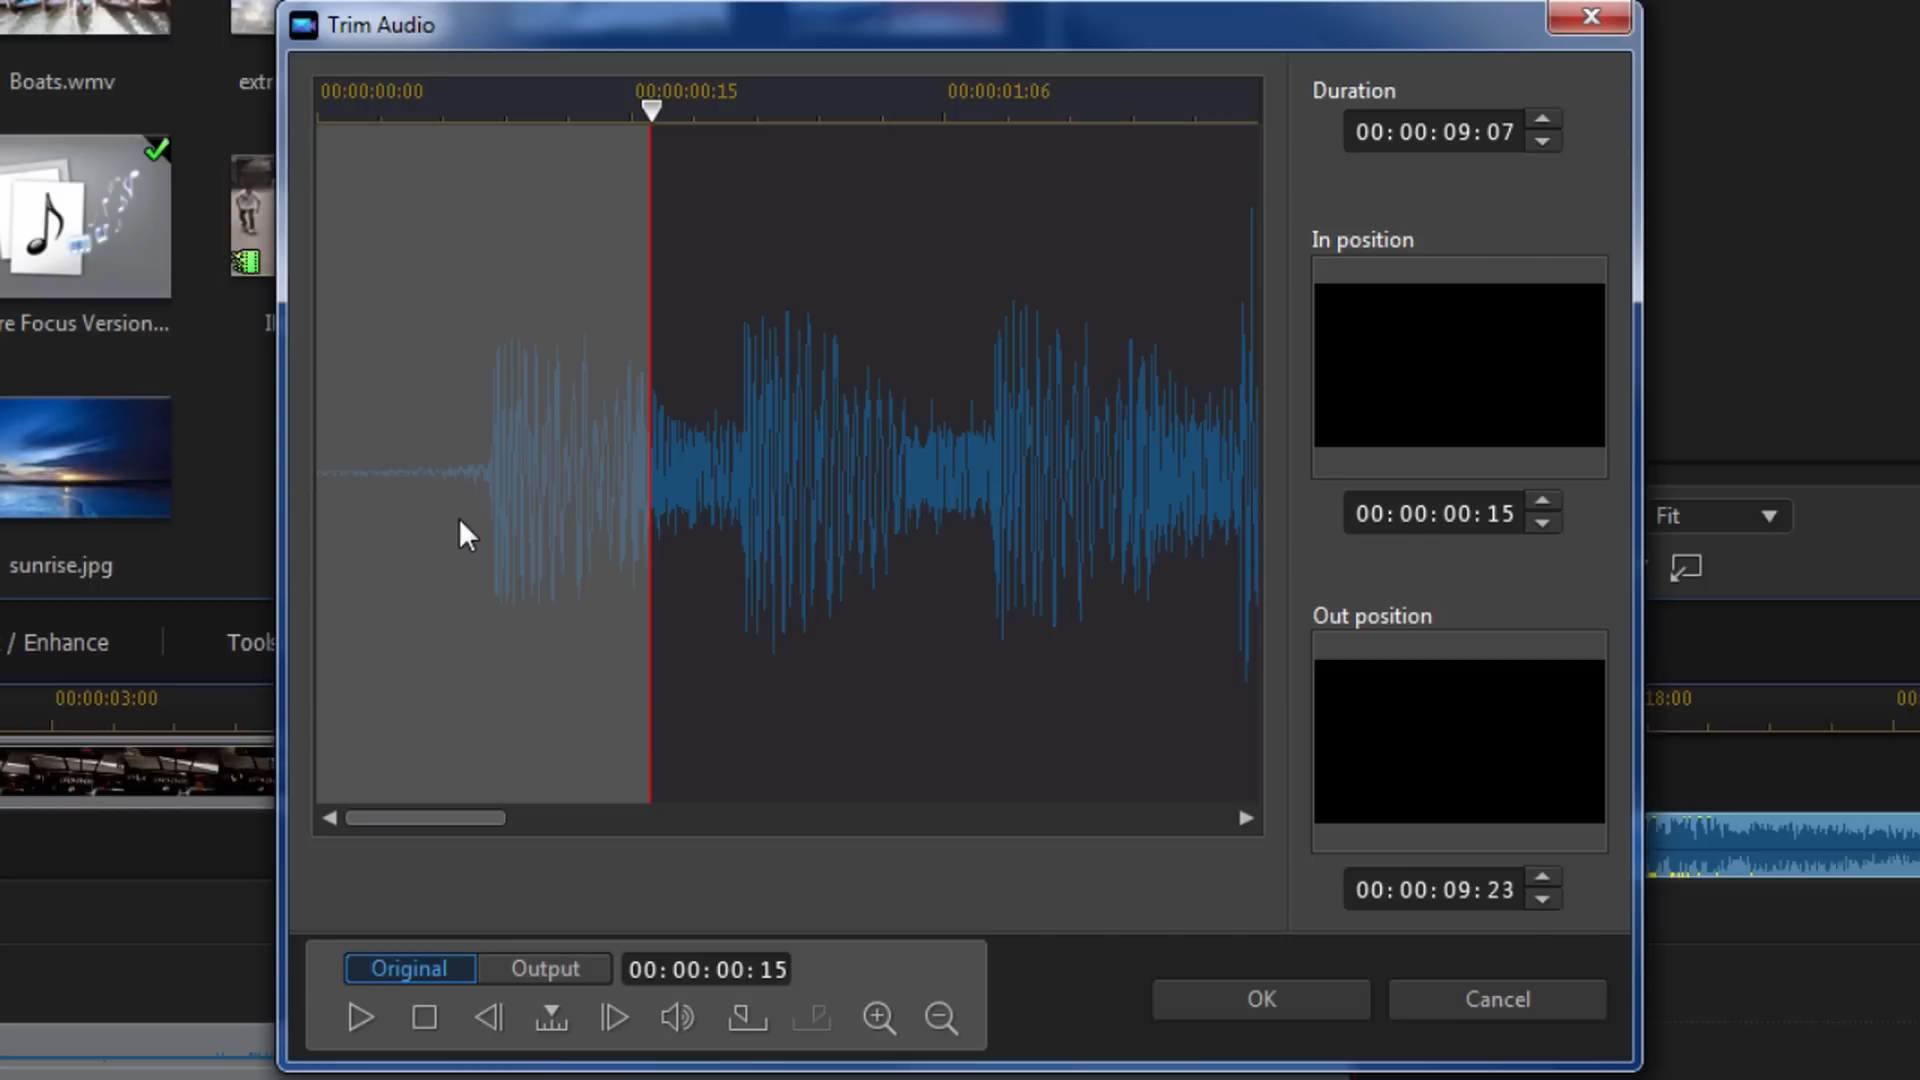 Trim Audio
Boats.wmv
extr
00:00:00:00
00:00:00:15
00:00:01:06
Duration
00:00:09:07
In position
re Focus Version...
00:00:00:15
Fit
sunrise.jpg
Out position
/ Enhance
Tools
00:00:03:00
18:00
00:
00:00:09:23
Original
Output
00:00:00:15
OK
Cancel